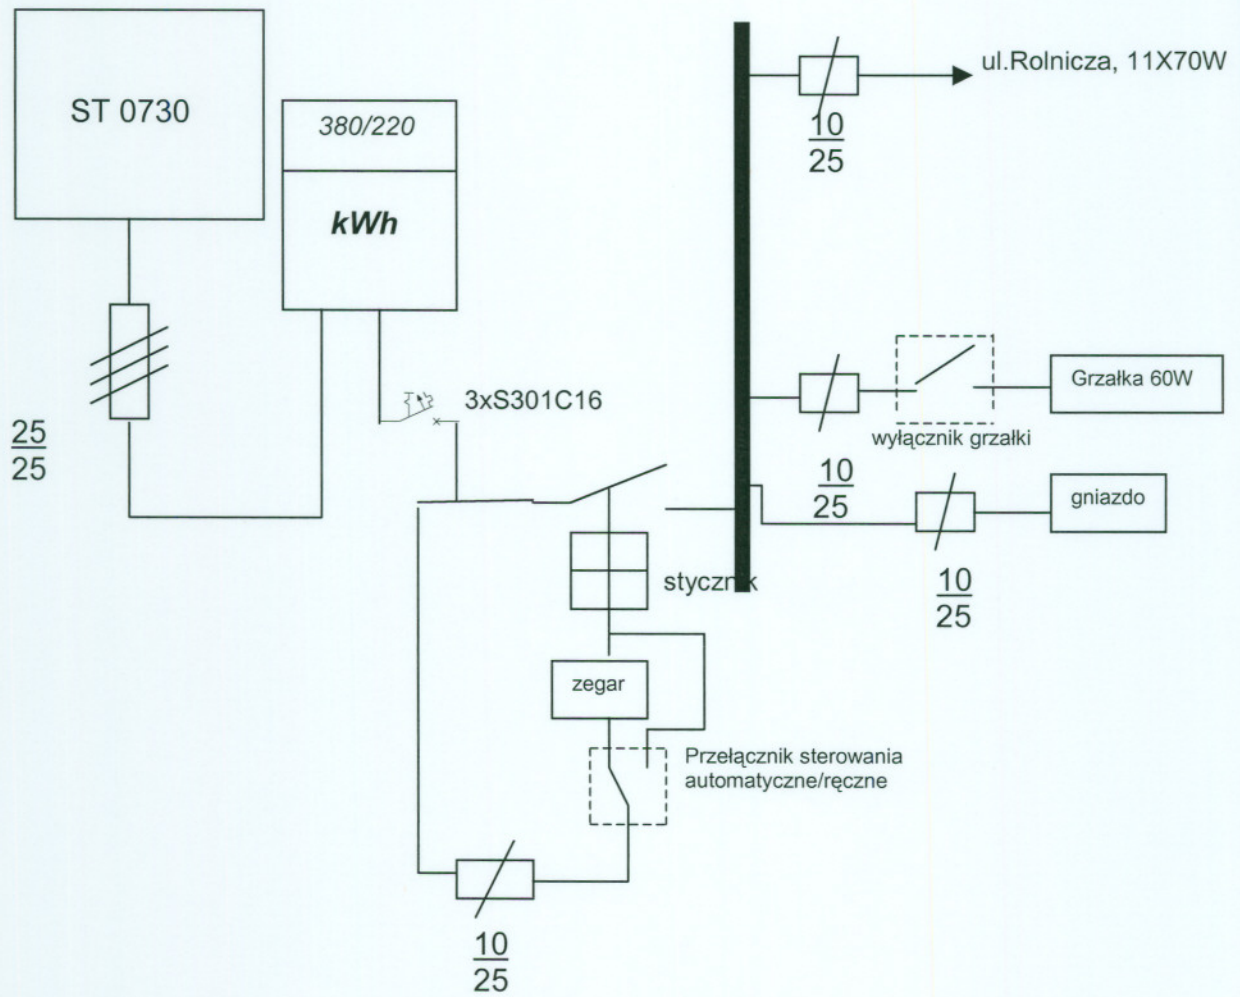 ST 0730
380/220
kWh
25
25
3xS301C16
ul.Rolnicza, 11X70W
10
25
Grzałka 60W
wyłącznik grzałki
10
25
gniazdo
10
25
stycznik
zegar
Przełącznik sterowania
automatyczne/ręczne
10
25